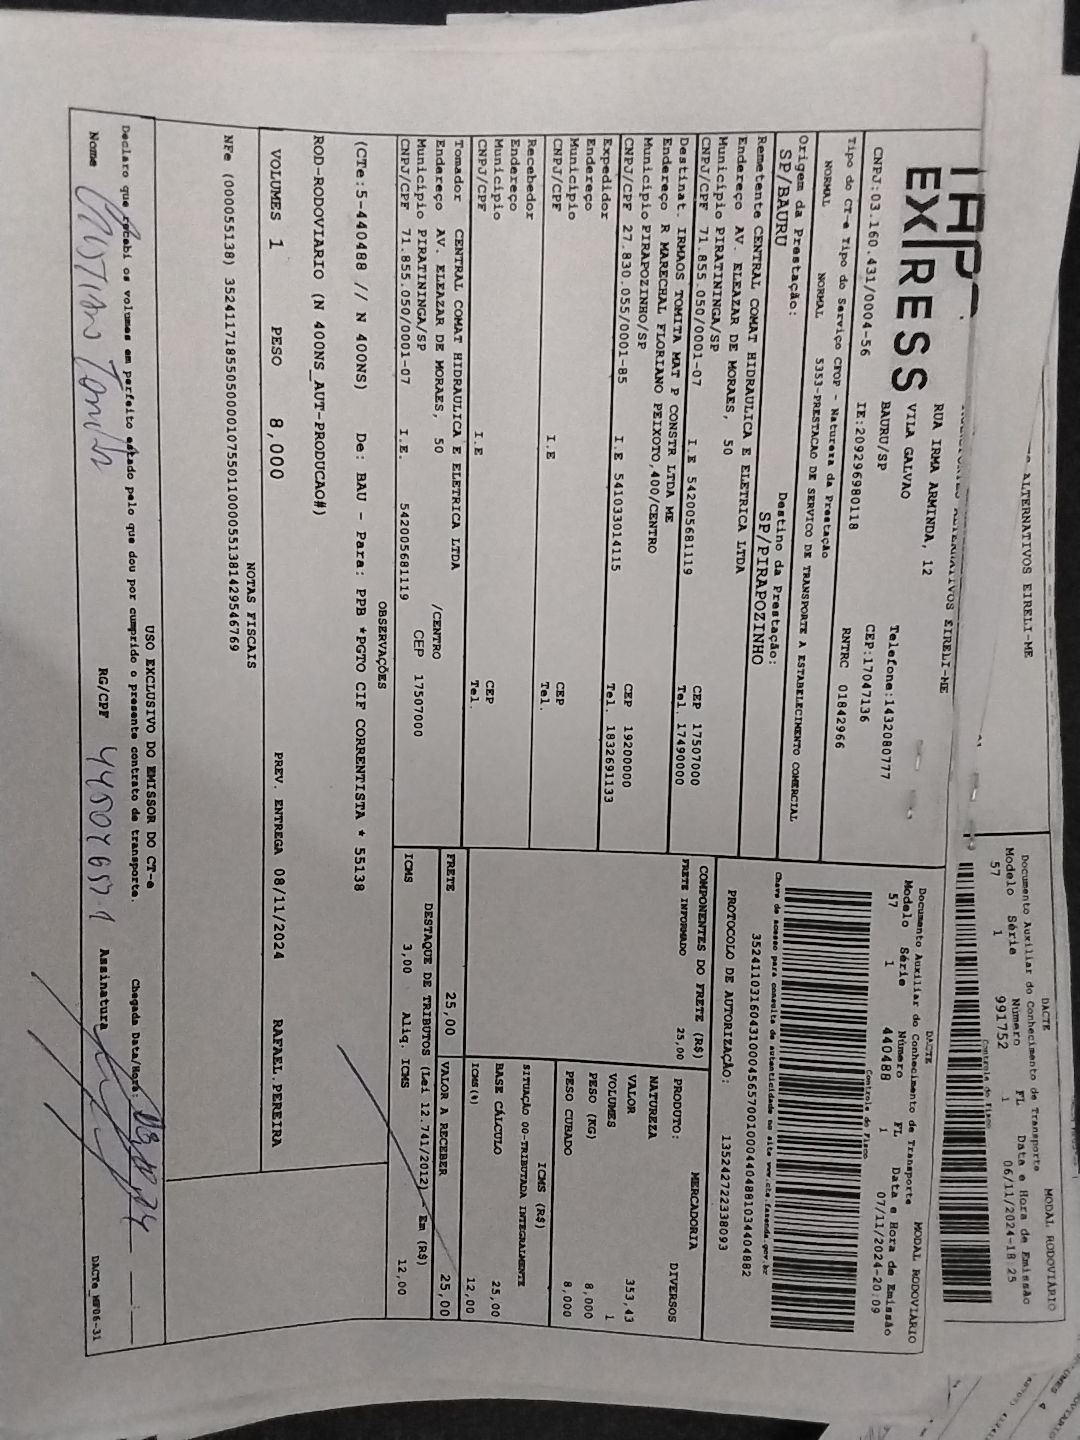 ALTERNATIVOS EIRELI-ME
DACTE
MODAL RODOVIÁRIO
Documento Auxiliar do Conhecimento de Transporte
Modelo Série Número FL Data e Hora de Emissão
57 1 991752 1 06/11/2024-18:25
Controle do Fisco
EXPRESS
RUA IRMA ARMINDA, 12
VILA GALVAO
BAURU/SP
Telefone:1432080777
CEP:17047136
CNPJ:03.160.431/0004-56 IE:209296980118 RNTRC 01842966
DACTE
MODAL RODOVIÁRIO
Documento Auxiliar do Conhecimento de Transporte
Modelo Série Número FL Data e Hora de Emissão
57 1 440488 1 07/11/2024-20:09
Controle do Fisco
Tipo do CT-e Tipo do Serviço CFOP - Natureza da Prestação
NORMAL NORMAL 5353-PRESTACAO DE SERVICO DE TRANSPORTE A ESTABELECIMENTO COMERCIAL
Chave de acesso para consulta de autenticidade no site www.cte.fazenda.gov.br
PROTOCOLO DE AUTORIZAÇÃO: 135242722338093
Origem da Prestação: Destino da Prestação:
SP/BAURU SP/PIRAPOZINHO
Remetente CENTRAL COMAT HIDRAULICA E ELETRICA LTDA
Endereço AV. ELEAZAR DE MORAES, 50
Município PIRATININGA/SP CEP 17507000
CNPJ/CPF 71.855.050/0001-07 I.E 542005681119 Tel. 17490000
Destinat. IRMAOS TOMITA MAT P CONSTR LTDA ME
Endereço R MARECHAL FLORIANO PEIXOTO,400/CENTRO
Município PIRAPOZINHO/SP CEP 19200000
CNPJ/CPF 27.830.055/0001-85 I.E 541033014115 Tel. 1832691133
Expedidor
Endereço
Município CEP
CNPJ/CPF I.E Tel.
Recebedor
Endereço
Município CEP
CNPJ/CPF I.E Tel.
Tomador CENTRAL COMAT HIDRAULICA E ELETRICA LTDA
Endereço AV. ELEAZAR DE MORAES, 50 /CENTRO
Município PIRATININGA/SP CEP 17507000
CNPJ/CPF 71.855.050/0001-07 I.E. 542005681119
COMPONENTES DO FRETE (R$)
FRETE INFORMADO 25,00
PRODUTO: MERCADORIA
NATUREZA DIVERSOS
VALOR 353,43
VOLUMES 1
PESO (KG) 8,000
PESO CUBADO 8,000
ICMS (R$)
SITUAÇÃO 00-TRIBUTADA INTEGRALMENTE
BASE CÁLCULO 25,00
ICMS(%) 12,00
FRETE 25,00 VALOR A RECEBER 25,00
DESTAQUE DE TRIBUTOS (Lei 12.741/2012) - Em (R$)
ICMS 3,00 Aliq. ICMS 12,00
OBSERVAÇÕES
(CTe:5-440488 // N 400NS) De: BAU - Para: PPB *PGTO CIF CORRENTISTA * 55138
ROD-RODOVIARIO (N 400NS_AUT-PRODUCAO#)
VOLUMES 1 PESO 8,000 PREV. ENTREGA 08/11/2024 RAFAEL.PEREIRA
NOTAS FISCAIS
NFe (000055138) 35241171855050000107550110000551381429546769
USO EXCLUSIVO DO EMISSOR DO CT-e
Declaro que recebi os volumes em perfeito estado pelo que dou por cumprido o presente contrato de transporte. Chegada Data/Hora:
Nome Cristiano Tomita RG/CPF Assinatura
DACTe_MF06-31